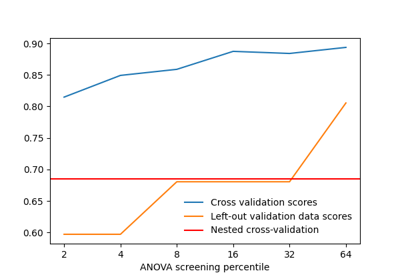 0.90
0.85
0.80
0.75
0.70
0.65
0.60
Cross validation scores
Left-out validation data scores
Nested cross-validation
2 4 8 16 32 64
ANOVA screening percentile